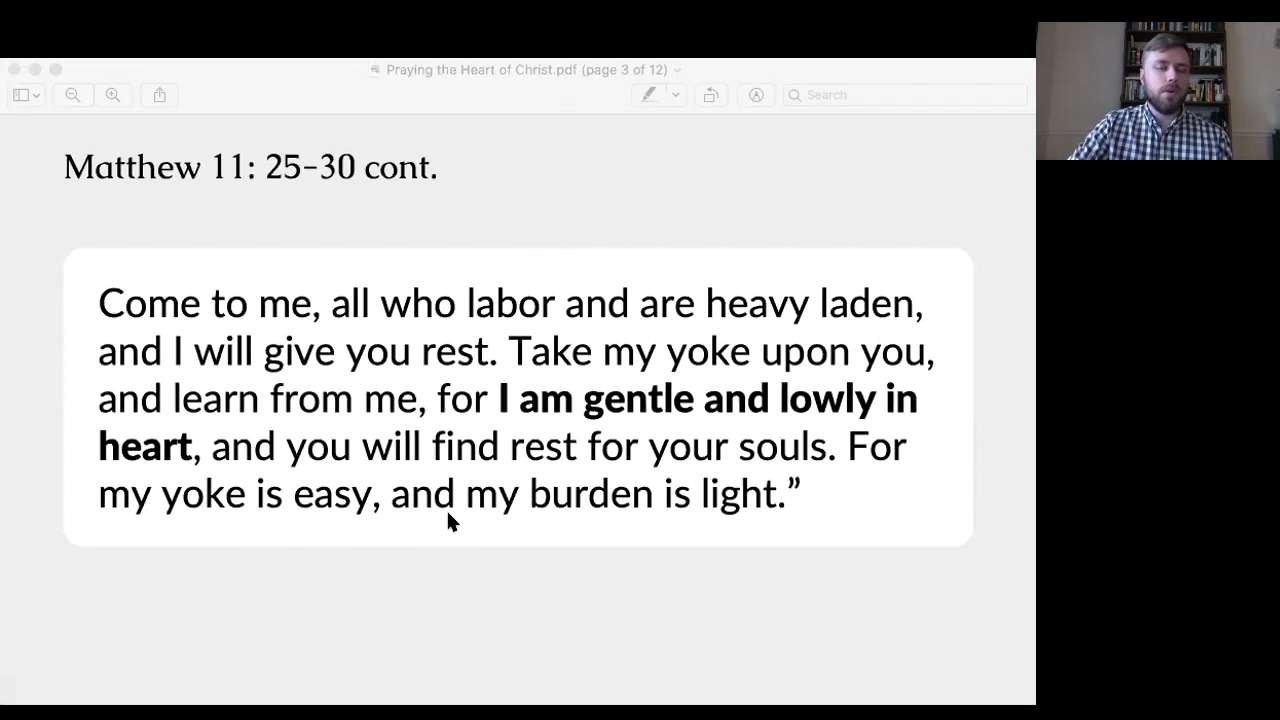 Praying the Heart of Christ.pdf (page 3 of 12)
Search
Matthew 11: 25-30 cont.
Come to me, all who labor and are heavy laden,
and I will give you rest. Take my yoke upon you,
and learn from me, for I am gentle and lowly in
heart, and you will find rest for your souls. For
my yoke is easy, and my burden is light.”